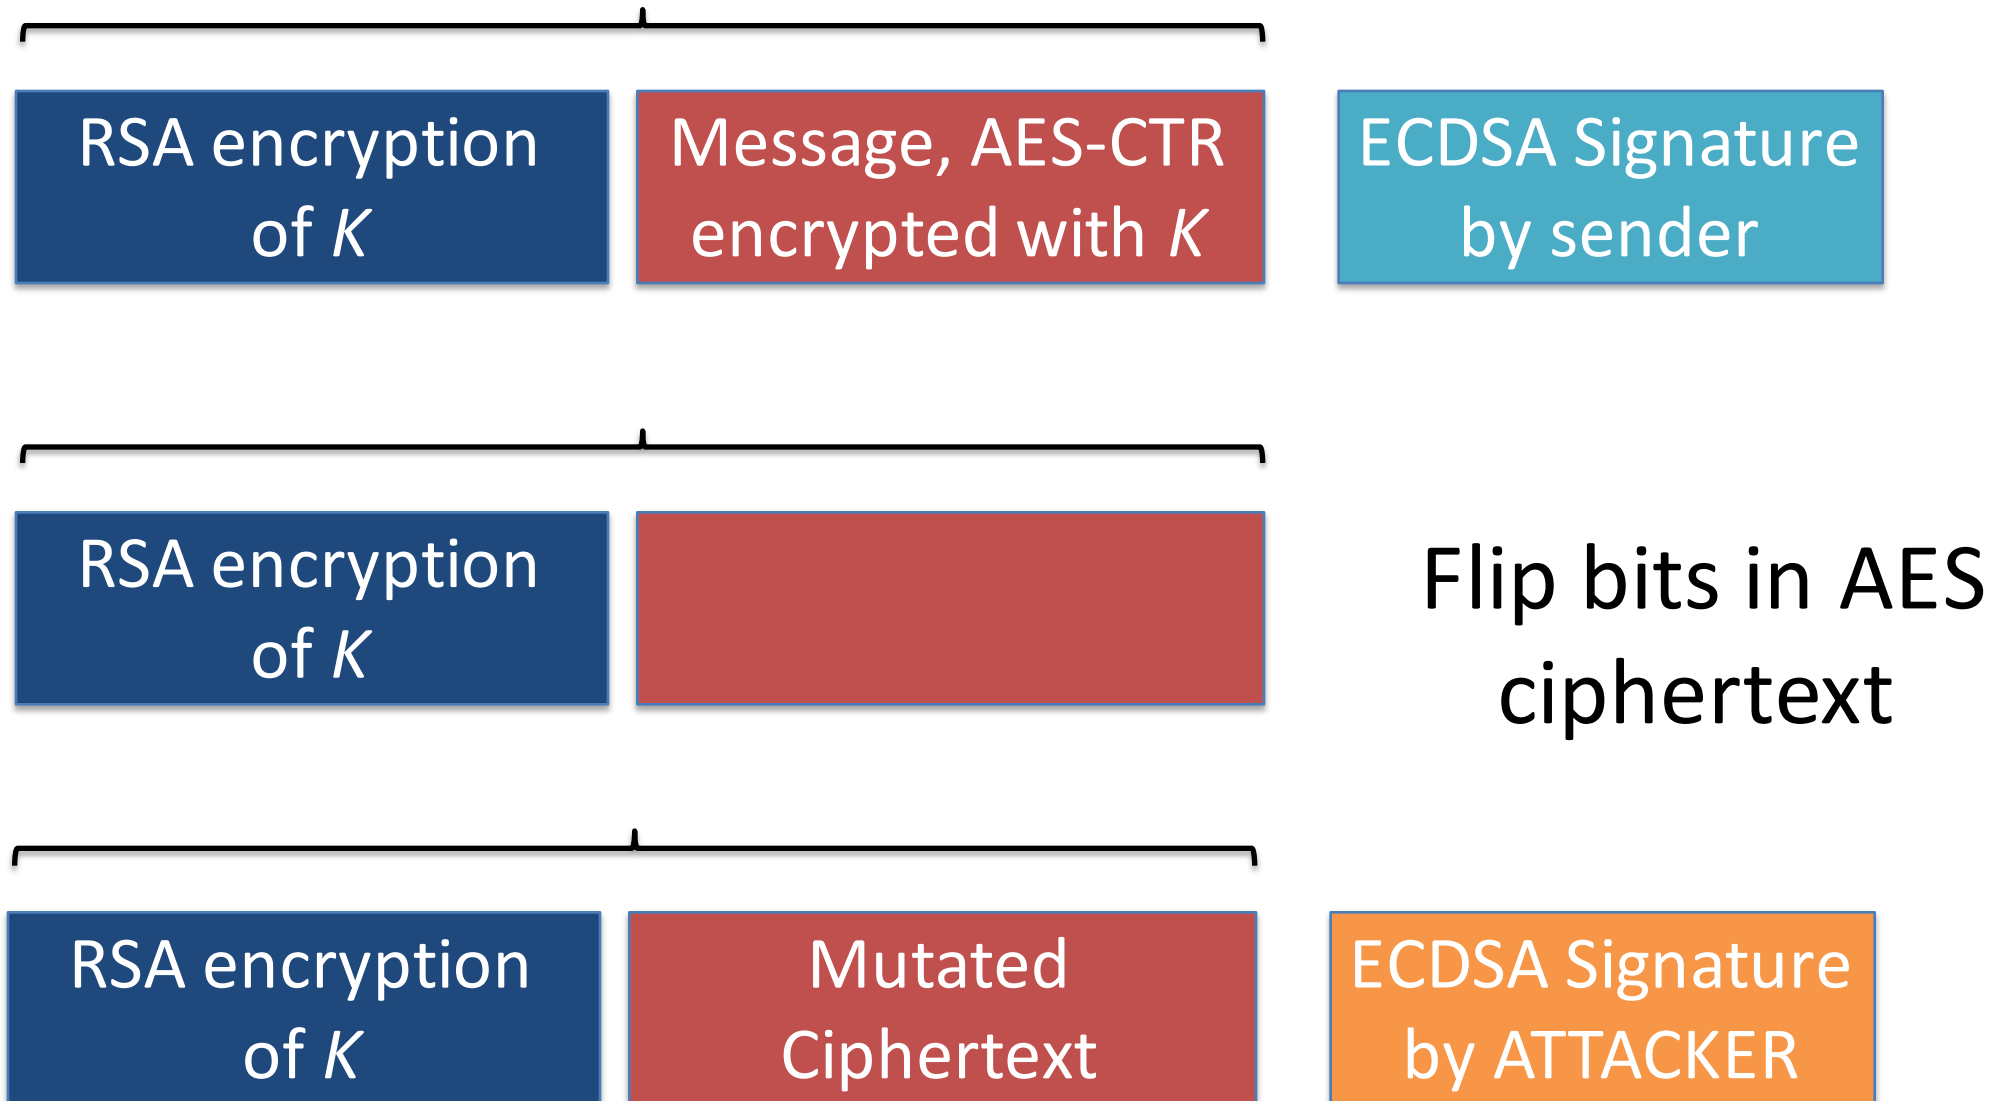 RSA encryption
of K
Message, AES-CTR
encrypted with K
ECDSA Signature
by sender
RSA encryption
of K
Flip bits in AES
ciphertext
RSA encryption
of K
Mutated
Ciphertext
ECDSA Signature
by ATTACKER